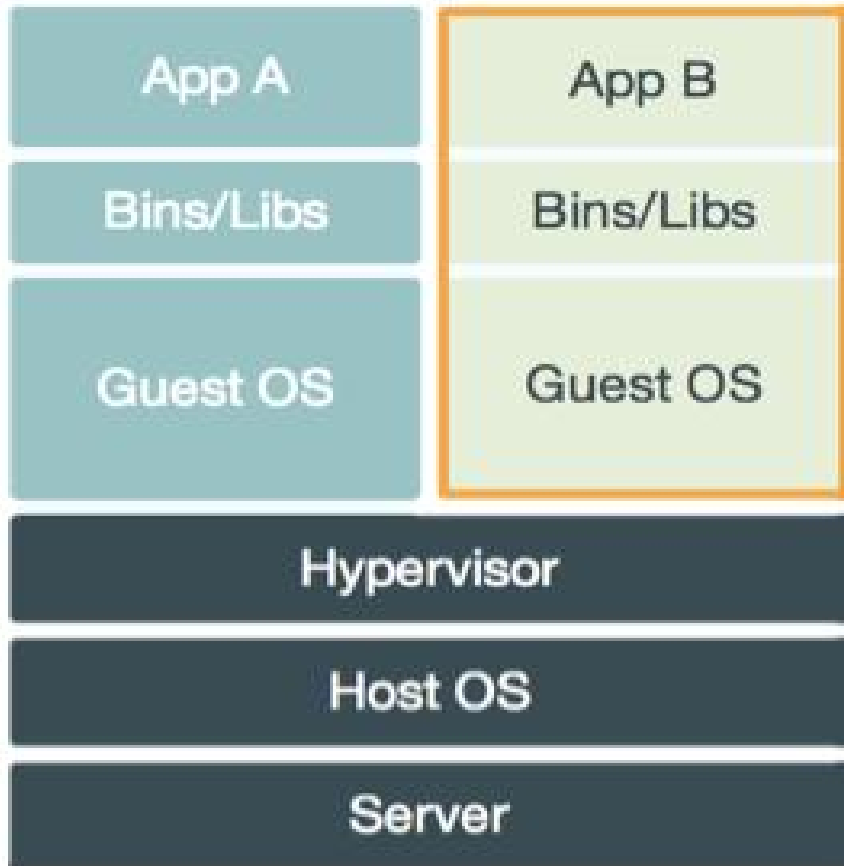 App A
App B
Bins/Libs
Bins/Libs
Guest OS
Guest OS
Hypervisor
Host OS
Server